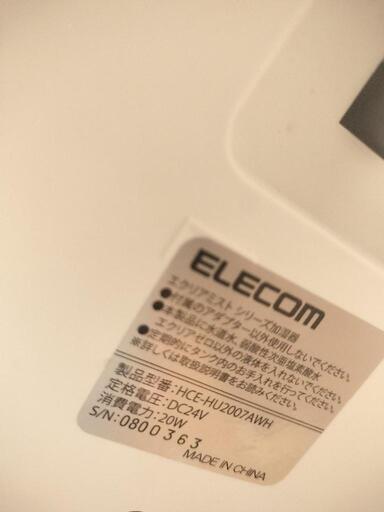 ELECOM
エクリアミスト シリーズ加湿器
●付属のアダプター以外使用しないでください。
●本製品に水道水、弱酸性次亜塩素酸水
エクリアゼロ以外の液体を入れないでください。
●定期的にタンク内のお手入れを行ってください。
※詳しくは取扱説明書をお読みください。
製品型番:HCE-HU2007AWH
定格電圧:DC24V
消費電力:20W
S/N:0800363
MADE IN CHINA